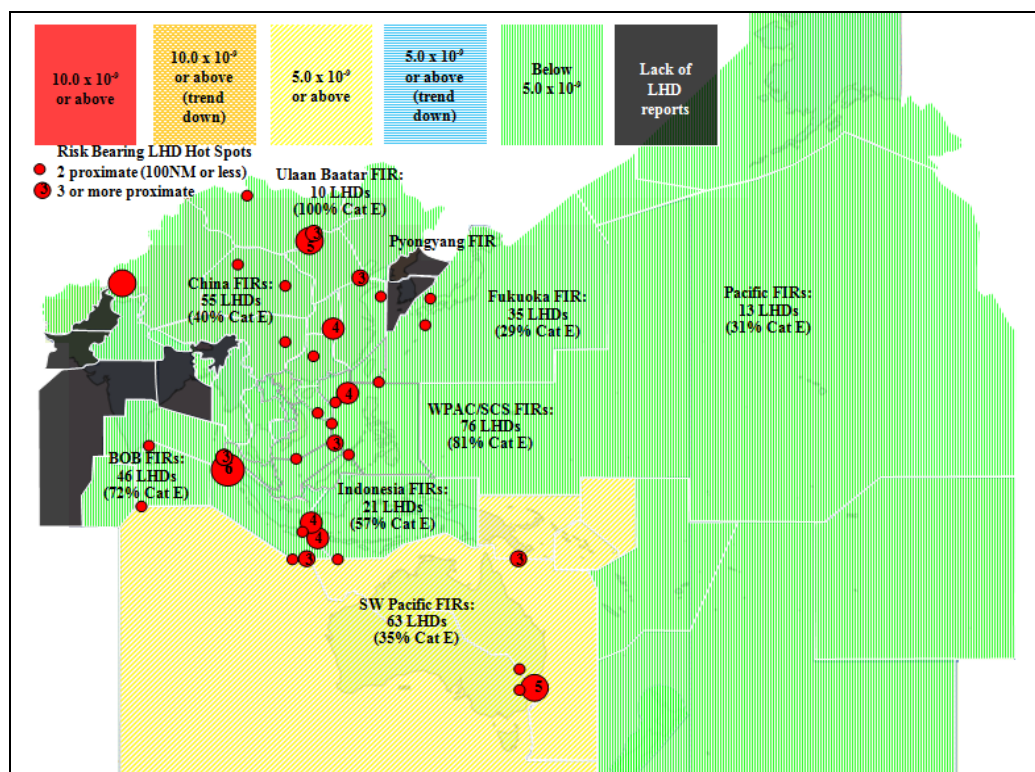 10.0 x 10⁻⁹
or above
10.0 x 10⁻⁹
or above
(trend
down)
5.0 x 10⁻⁹
or above
5.0 x 10⁻⁹
or above
(trend
down)
Below
5.0 x 10⁻⁹
Lack of
LHD
reports
Risk Bearing LHD Hot Spots
2 proximate (100NM or less)
3
3 or more proximate
Ulaan Baatar FIR:
10 LHDs
(100% Cat E)
3
5
Pyongyang FIR
3
China FIRs:
55 LHDs
(40% Cat E)
Fukuoka FIR:
35 LHDs
(29% Cat E)
Pacific FIRs:
13 LHDs
(31% Cat E)
4
4
WPAC/SCS FIRs:
76 LHDs
(81% Cat E)
3
BOB FIRs:
46 LHDs
(72% Cat E)
3
6
Indonesia FIRs:
21 LHDs
(57% Cat E)
4
4
3
3
SW Pacific FIRs:
63 LHDs
(35% Cat E)
5